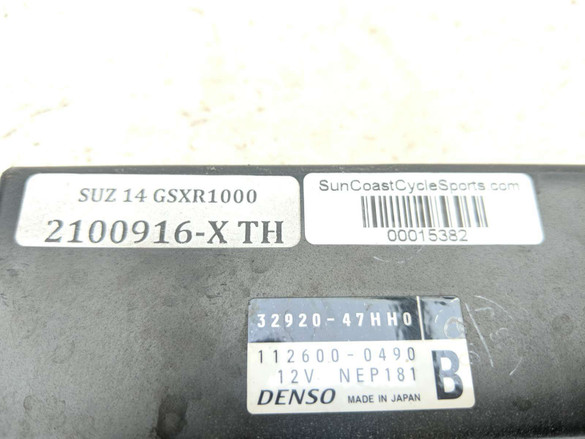 SUZ 14 GSXR1000
2100916-X TH
SunCoastCycleSports.com
00015382
32920-47HH0
112600-0490
12V NEP181
B
DENSO MADE IN JAPAN